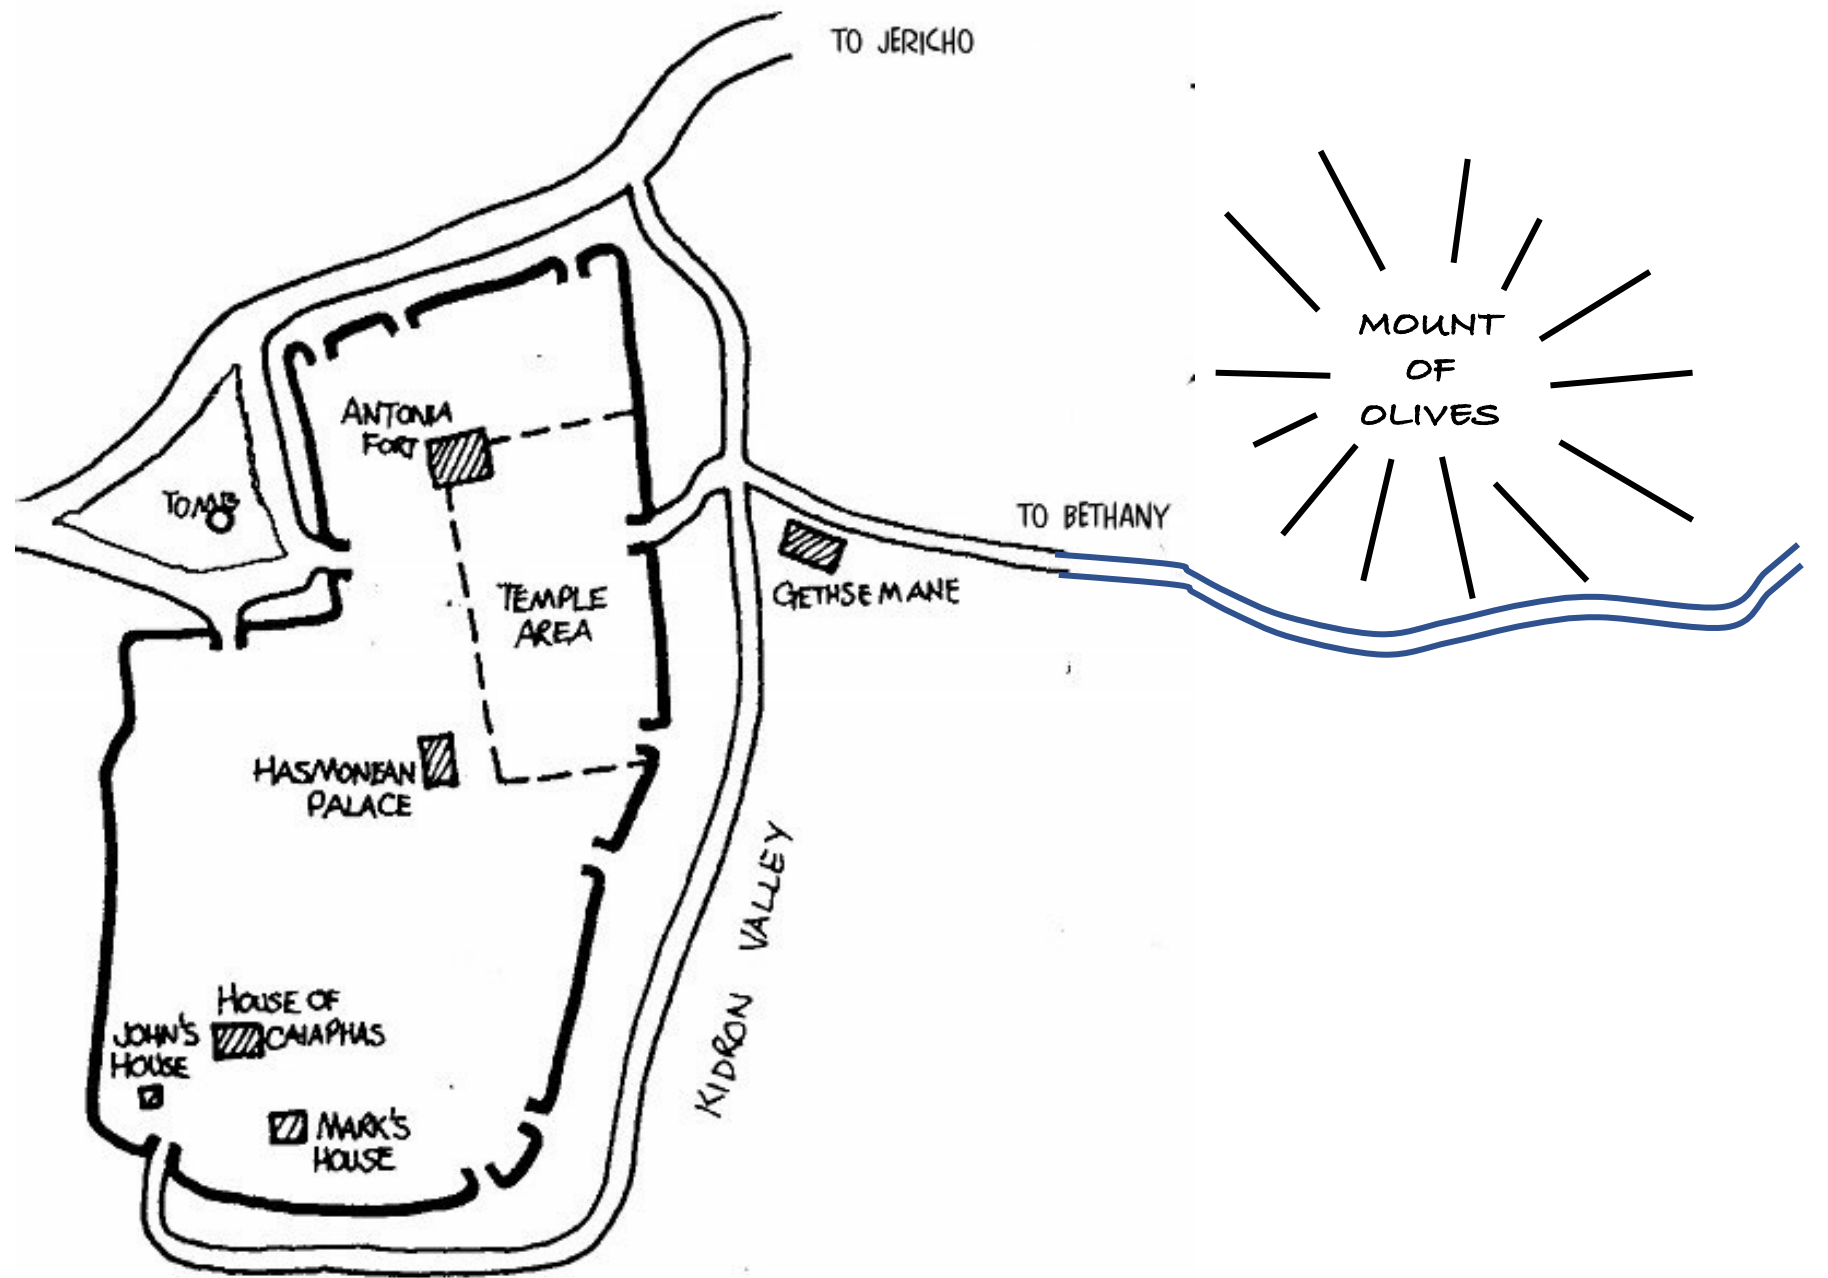 TO JERICHO
MOUNT
OF
OLIVES
ANTONIA
FORT
TOMB
TO BETHANY
TEMPLE
AREA
GETHSEMANE
HASMONEAN
PALACE
KIDRON VALLEY
HOUSE OF
CAIAPHAS
JOHN'S
HOUSE
MARK'S
HOUSE